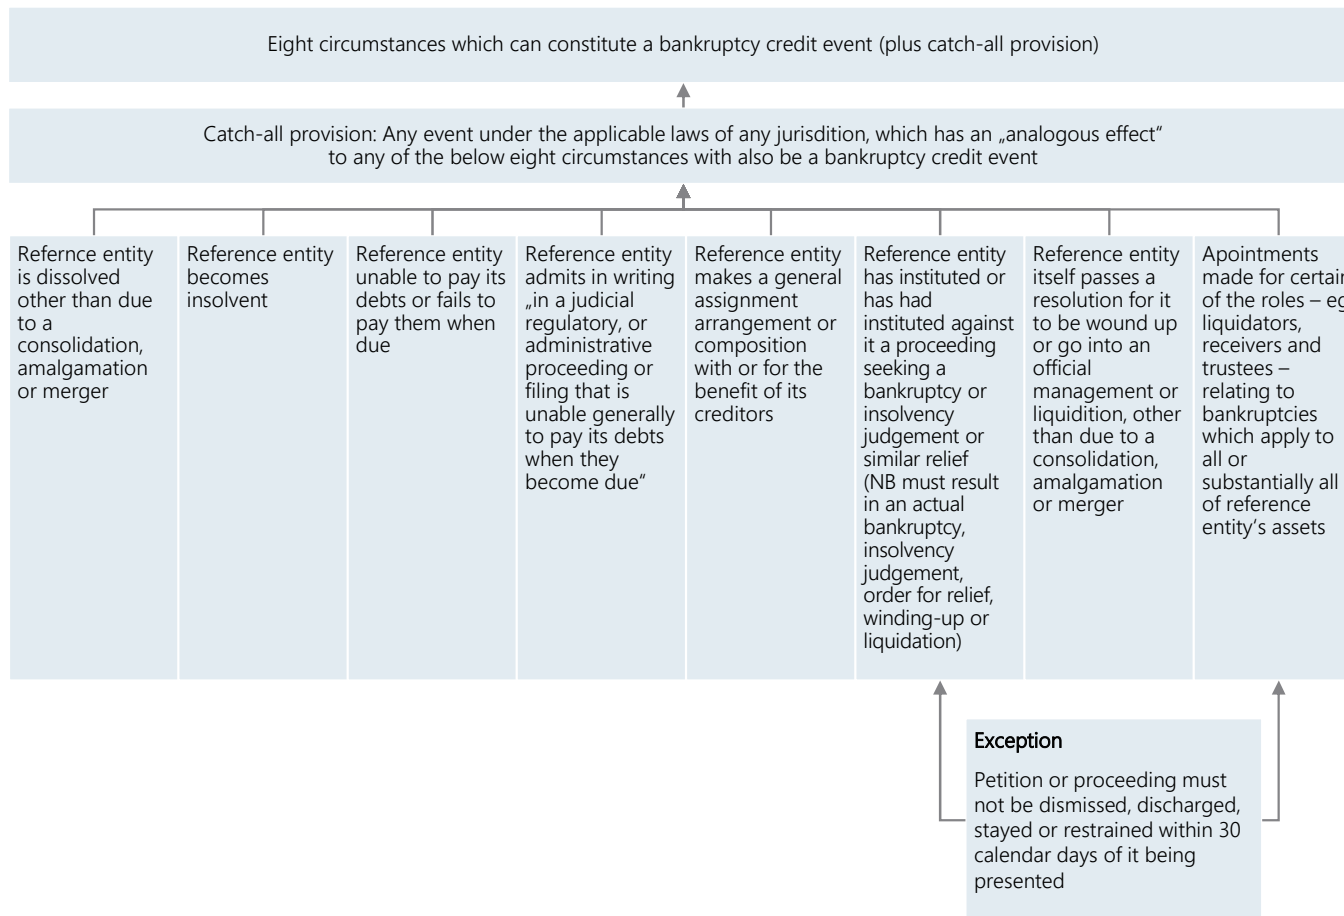 Eight circumstances which can constitute a bankruptcy credit event (plus catch-all provision)
Catch-all provision: Any event under the applicable laws of any jurisdition, which has an „analogous effect“
to any of the below eight circumstances with also be a bankruptcy credit event
Refernce entity
is dissolved
other than due
to a
consolidation,
amalgamation
or merger
Reference entity
becomes
insolvent
Reference entity
unable to pay its
debts or fails to
pay them when
due
Reference entity
admits in writing
„in a judicial
regulatory, or
administrative
proceeding or
filing that is
unable generally
to pay its debts
when they
become due“
Reference entity
makes a general
assignment
arrangement or
composition
with or for the
benefit of its
creditors
Reference entity
has instituted or
has had
instituted against
it a proceeding
seeking a
bankruptcy or
insolvency
judgement or
similar relief
(NB must result
in an actual
bankruptcy,
insolvency
judgement,
order for relief,
winding-up or
liquidation)
Reference entity
itself passes a
resolution for it
to be wound up
or go into an
official
management or
liquidition, other
than due to a
consolidation,
amalgamation
or merger
Apointments
made for certain
of the roles – eg
liquidators,
receivers and
trustees –
relating to
bankruptcies
which apply to
all or
substantially all
of reference
entity’s assets
Exception
Petition or proceeding must
not be dismissed, discharged,
stayed or restrained within 30
calendar days of it being
presented